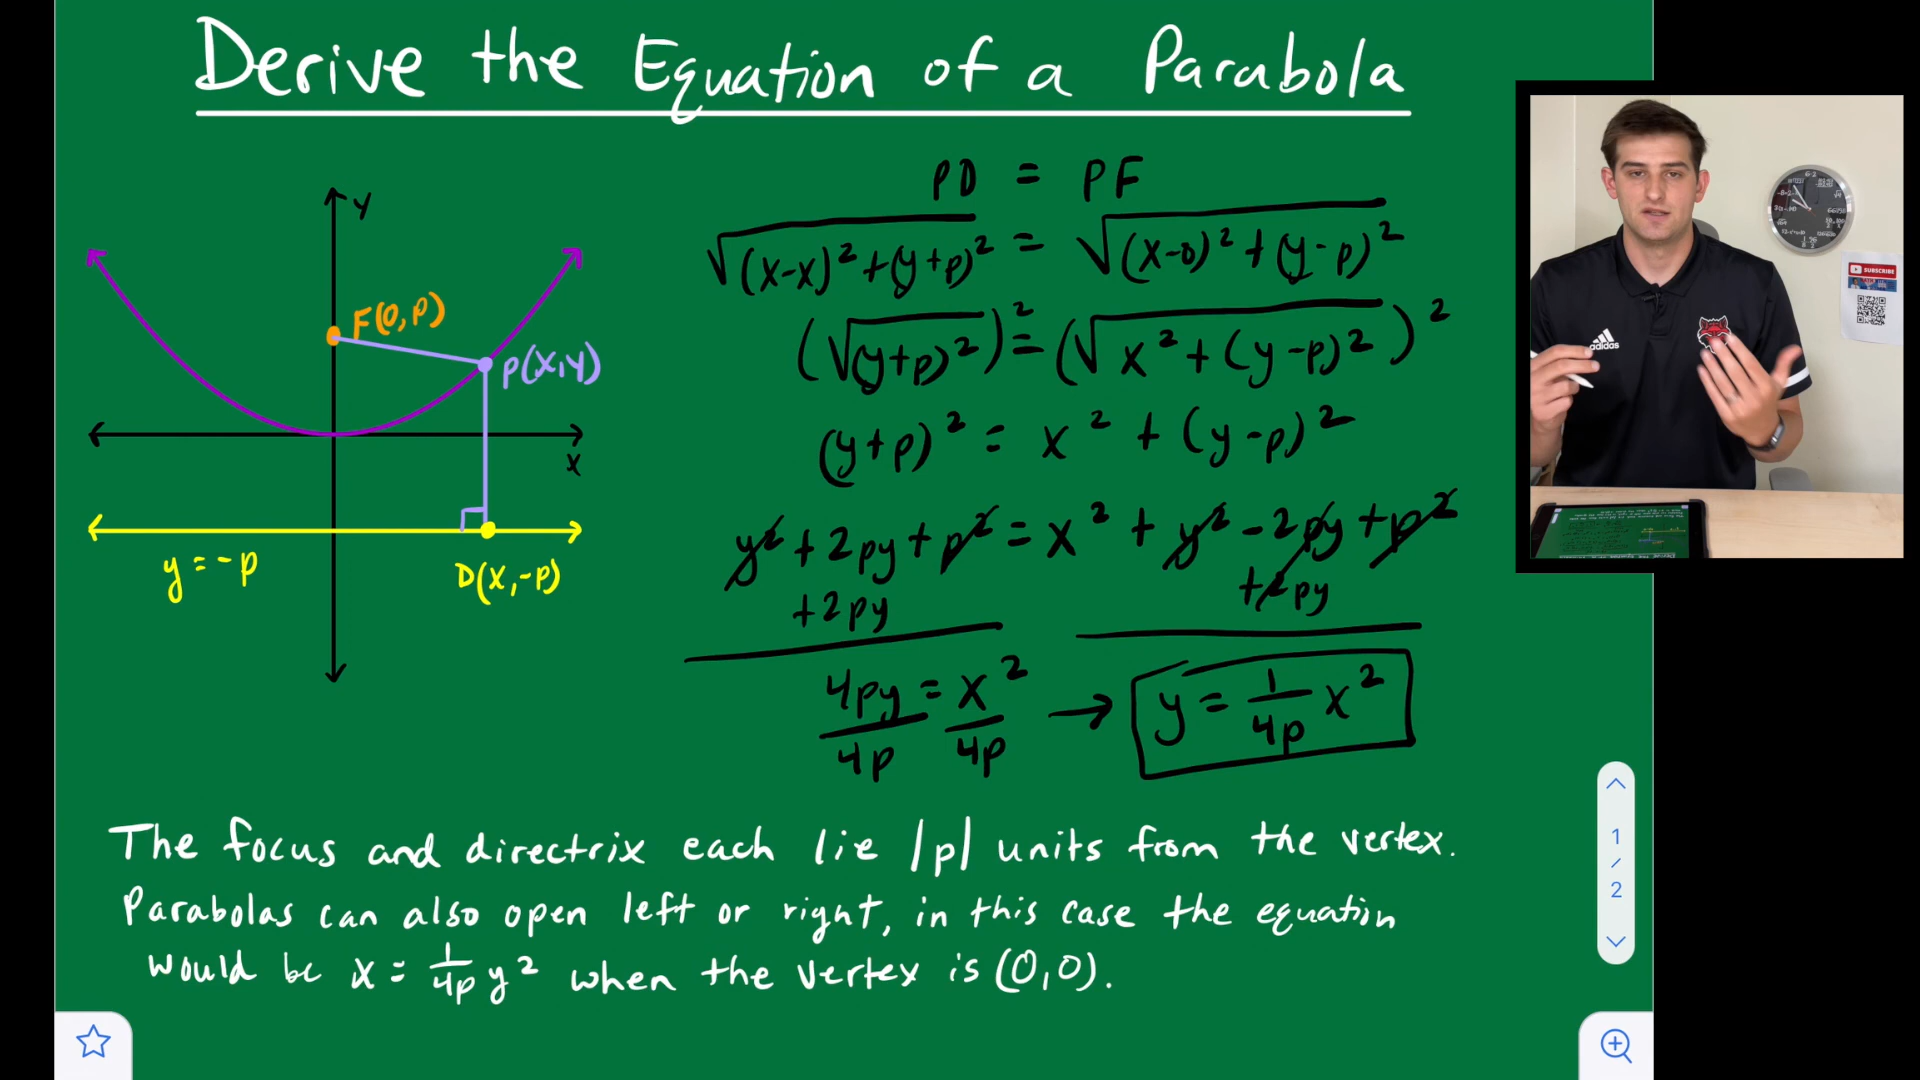 Derive the Equation of a Parabola
PD = PF
√(x-x)²+(y+p)² = √(x-0)²+(y-p)²
(√(y+p)²)² = (√x²+(y-p)²)²
(y+p)² = x² + (y-p)²
y²+2py+p² = x² + y² -2py +p²
+2py +2py
4py = x² → y = 1/4p x²
4p 4p
y
F(0,p)
P(x,y)
x
y = -p
D(x,-p)
The focus and directrix each lie |p| units from the vertex.
Parabolas can also open left or right, in this case the equation
would be x = 1/4p y² when the vertex is (0,0).
adidas
SUBSCRIBE
1
/
2